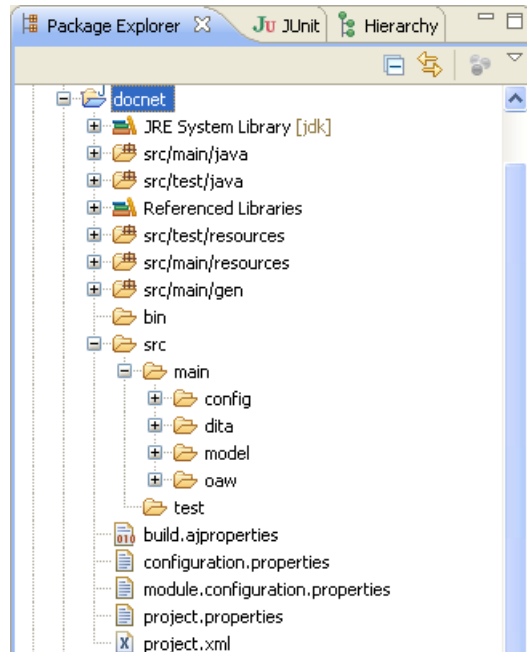 Package Explorer JUnit Hierarchy
docnet
JRE System Library [jdk]
src/main/java
src/test/java
Referenced Libraries
src/test/resources
src/main/resources
src/main/gen
bin
src
main
config
dita
model
oaw
test
build.ajproperties
configuration.properties
module.configuration.properties
project.properties
project.xml